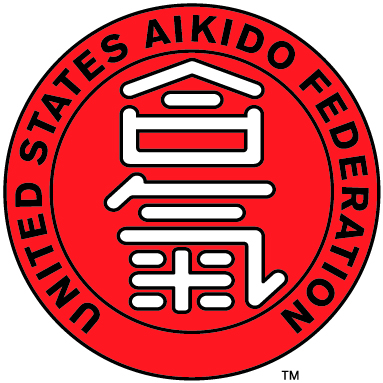 UNITED STATES AIKIDO FEDERATION
合氣
TM